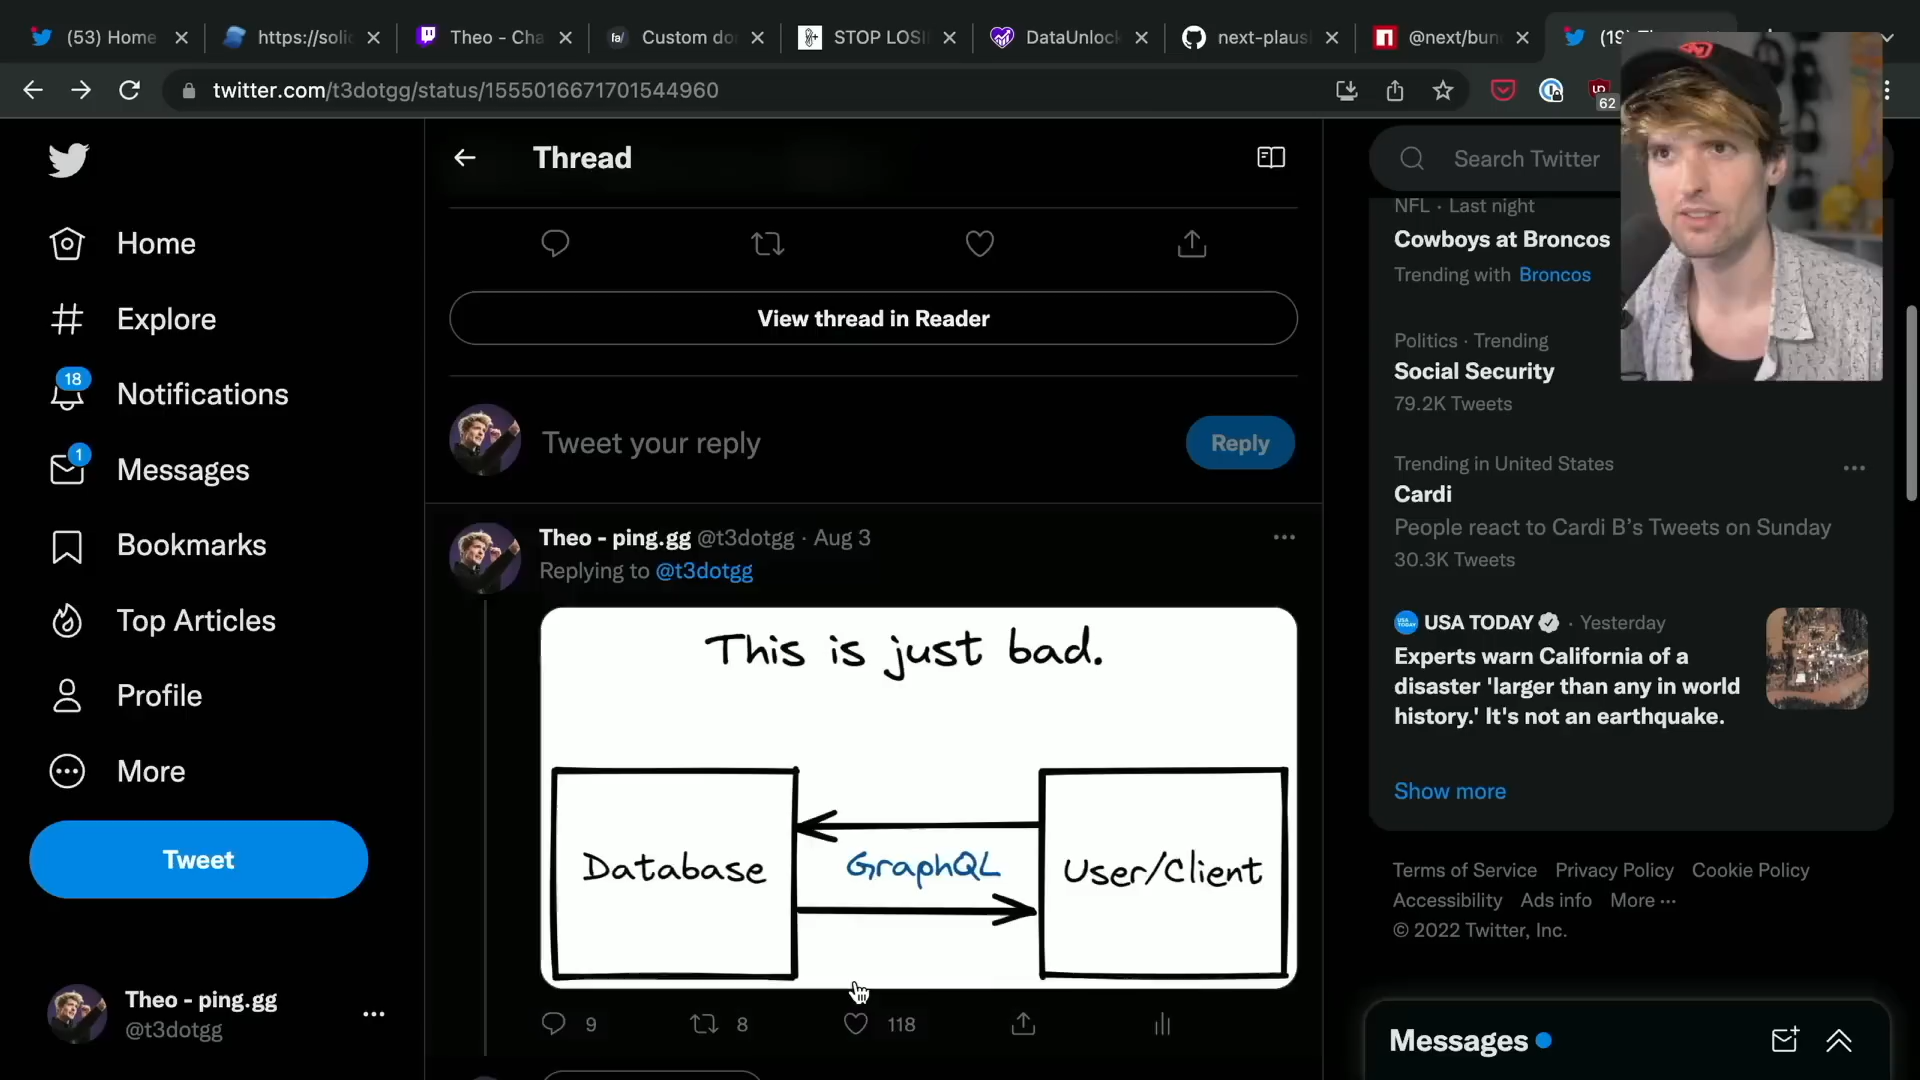 (53) Home
https://soli
Theo - Cha
fa/
Custom do
STOP LOSI
DataUnlock
next-plaus
@next/bun
twitter.com/t3dotgg/status/1555016671701544960
62
Home
Explore
18
Notifications
1
Messages
Bookmarks
Top Articles
Profile
More
Tweet
Theo - ping.gg
@t3dotgg
Thread
View thread in Reader
Tweet your reply
Reply
Theo - ping.gg @t3dotgg · Aug 3
Replying to @t3dotgg
This is just bad.
Database
GraphQL
User/Client
9
8
118
Search Twitter
NFL · Last night
Cowboys at Broncos
Trending with Broncos
Politics · Trending
Social Security
79.2K Tweets
Trending in United States
Cardi
People react to Cardi B's Tweets on Sunday
30.3K Tweets
USA TODAY · Yesterday
Experts warn California of a
disaster 'larger than any in world
history.' It's not an earthquake.
Show more
Terms of Service Privacy Policy Cookie Policy
Accessibility Ads info More ···
© 2022 Twitter, Inc.
Messages